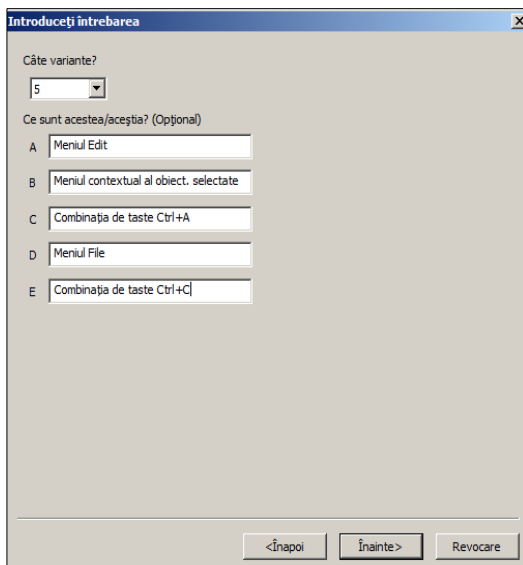 Introduceţi întrebarea
Câte variante?
5
Ce sunt acestea/aceştia? (Opţional)
A Meniul Edit
B Meniul contextual al obiect. selectate
C Combinaţia de taste Ctrl+A
D Meniul File
E Combinaţia de taste Ctrl+C
<Înapoi Înainte> Revocare